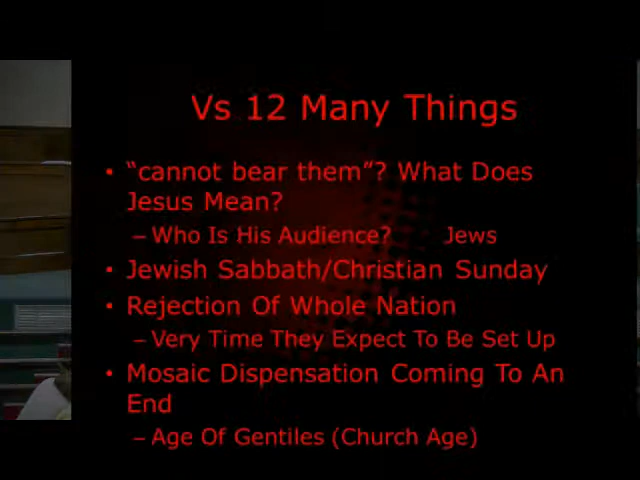 Vs 12 Many Things
• “cannot bear them”? What Does
Jesus Mean?
– Who Is His Audience? Jews
• Jewish Sabbath/Christian Sunday
• Rejection Of Whole Nation
– Very Time They Expect To Be Set Up
• Mosaic Dispensation Coming To An
End
– Age Of Gentiles (Church Age)